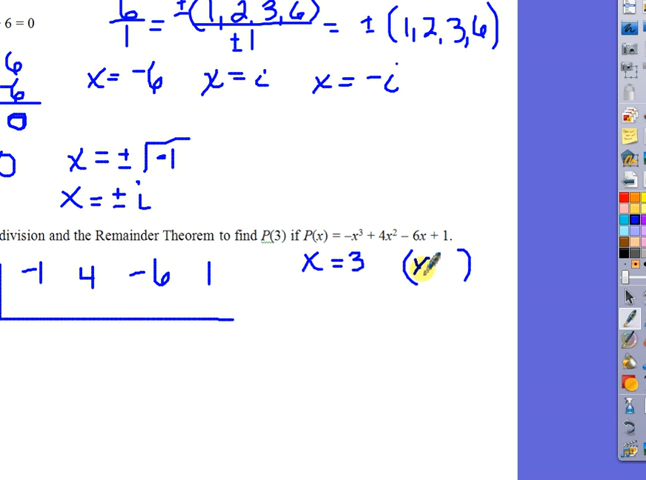 - 6 = 0
6/1 = ±(1, 2, 3, 6)/±1 = ± (1, 2, 3, 6)
6
-6
0
x = -6 x = i x = -i
0 x = ± √-1
x = ± i
division and the Remainder Theorem to find P(3) if P(x) = –x³ + 4x² – 6x + 1.
-1 4 -6 1 x = 3 (x )